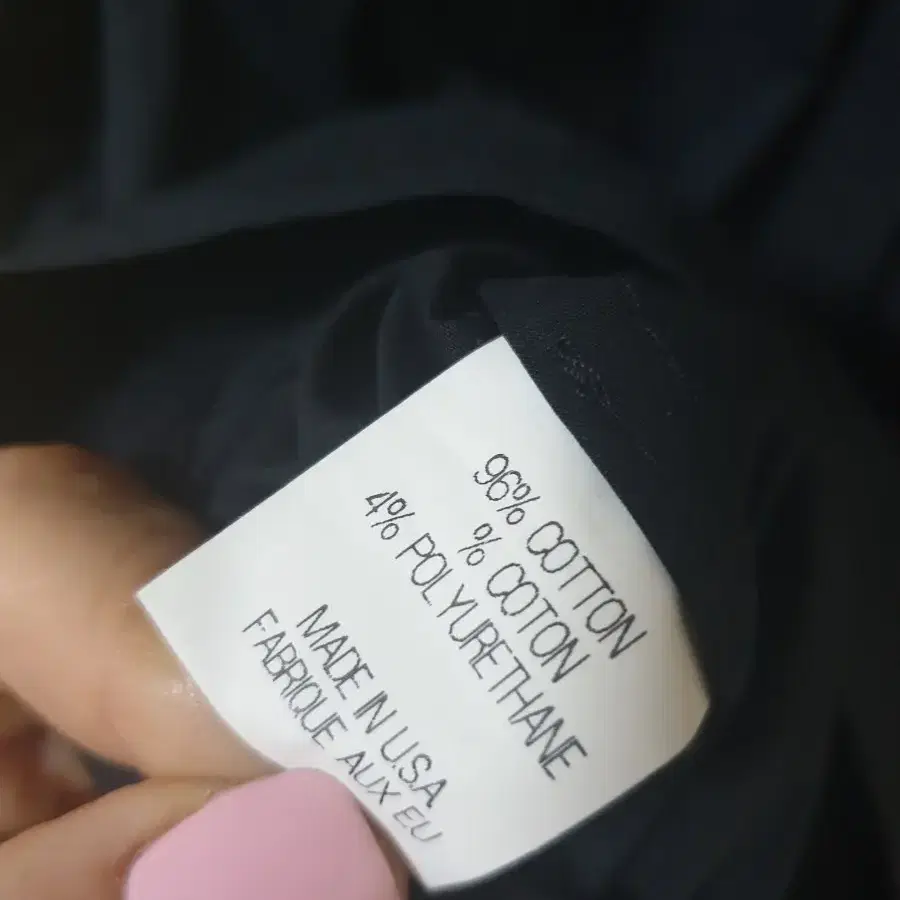 96% COTTON
% COTON
4% POLYURETHANE
MADE IN U.S.A
FABRIQUE AUX EU